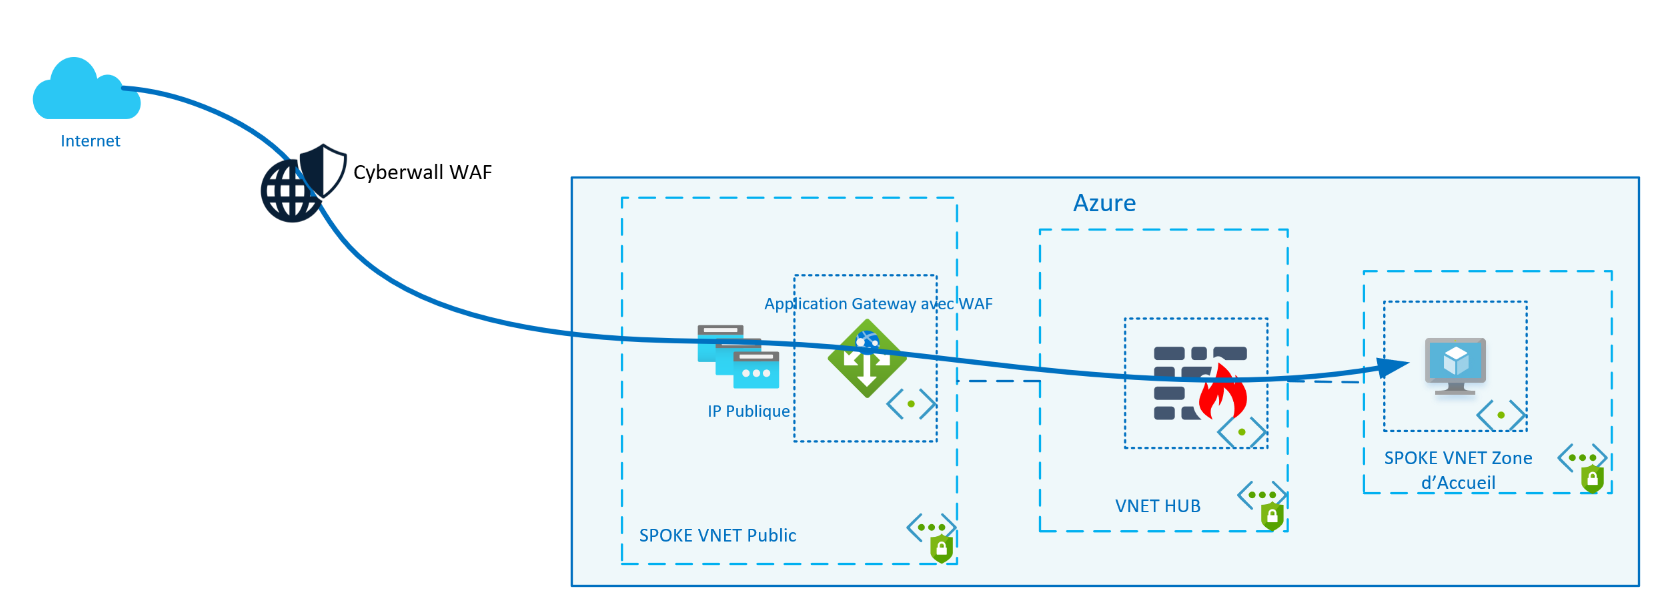 Internet
Cyberwall WAF
Azure
Application Gateway avec WAF
IP Publique
SPOKE VNET Public
VNET HUB
SPOKE VNET Zone
d’Accueil